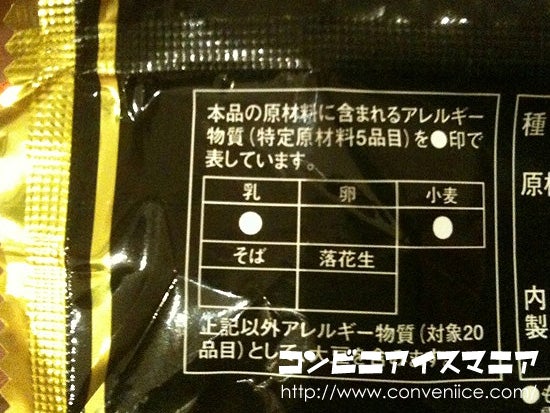 本品の原材料に含まれるアレルギー
物質(特定原材料5品目)を●印で
表しています。
乳 卵 小麦
● ●
そば 落花生
上記以外アレルギー物質(対象20
品目)として、大豆を
種
原材
内
製
コンビニアイスマニア
http://www.conveniice.com/